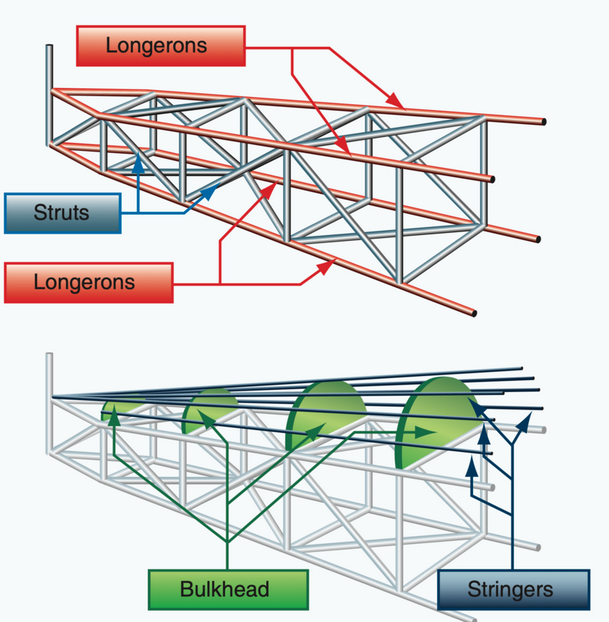 Longerons
Struts
Longerons
Bulkhead
Stringers